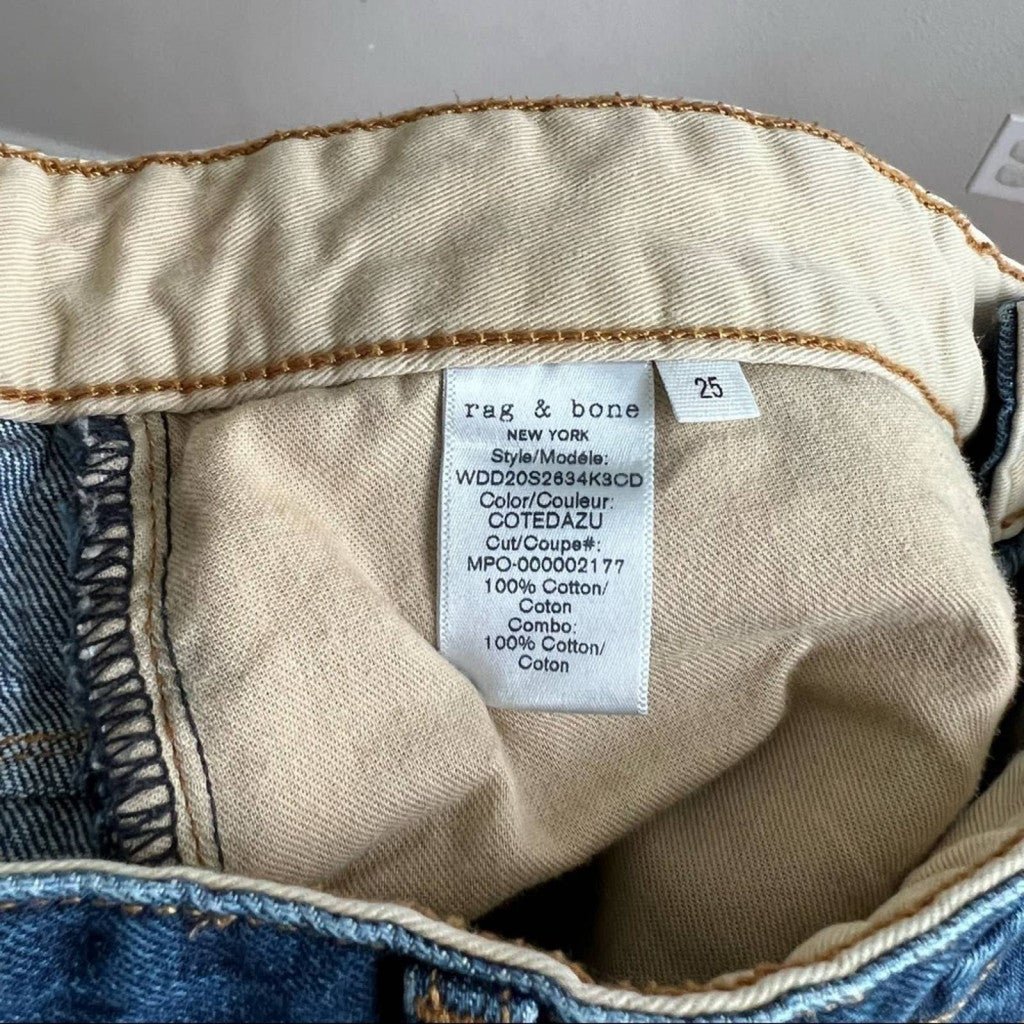 rag & bone
NEW YORK
Style/Modéle:
WDD20S2634K3CD
Color/Couleur:
COTEDAZU
Cut/Coupe#:
MPO-000002177
100% Cotton/
Coton
Combo:
100% Cotton/
Coton
25